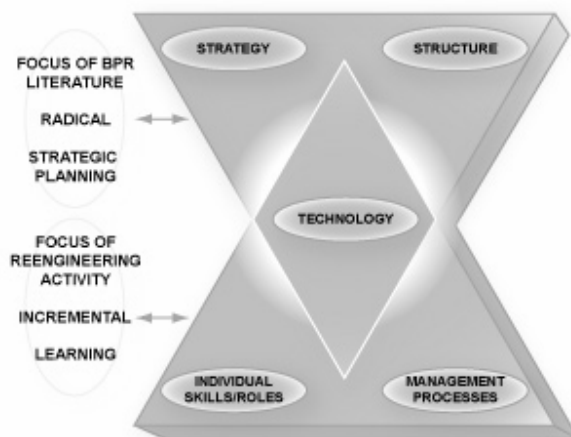 STRATEGY
STRUCTURE
FOCUS OF BPR
LITERATURE
RADICAL
STRATEGIC
PLANNING
TECHNOLOGY
FOCUS OF
REENGINEERING
ACTIVITY
INCREMENTAL
LEARNING
INDIVIDUAL
SKILLS/ROLES
MANAGEMENT
PROCESSES